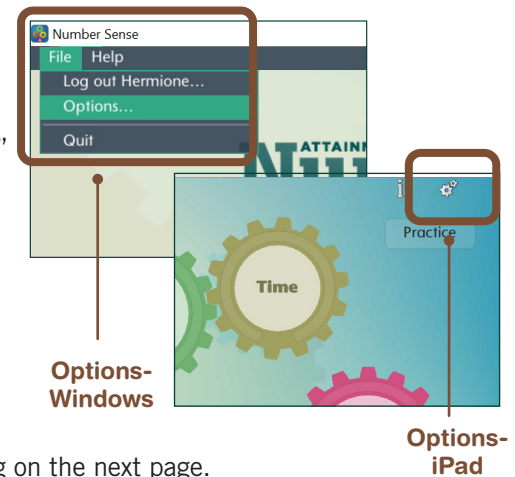 Number Sense
File Help
Log out Hermione...
Options...
Quit
i
Practice
Time
Options-
Windows
Options-
iPad
on the next page.